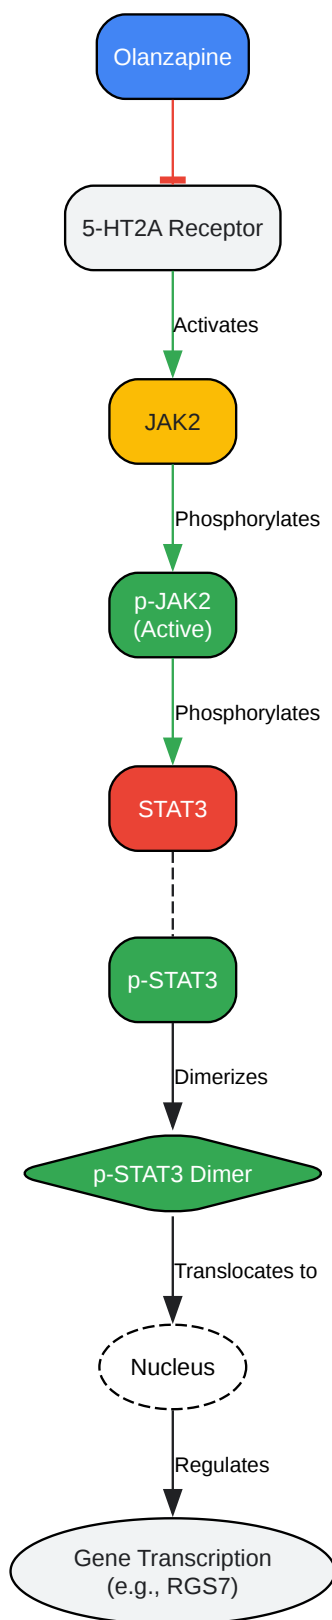 Olanzapine
5-HT2A Receptor
Activates
JAK2
Phosphorylates
p-JAK2
(Active)
Phosphorylates
STAT3
p-STAT3
Dimerizes
p-STAT3 Dimer
Translocates to
Nucleus
Regulates
Gene Transcription
(e.g., RGS7)